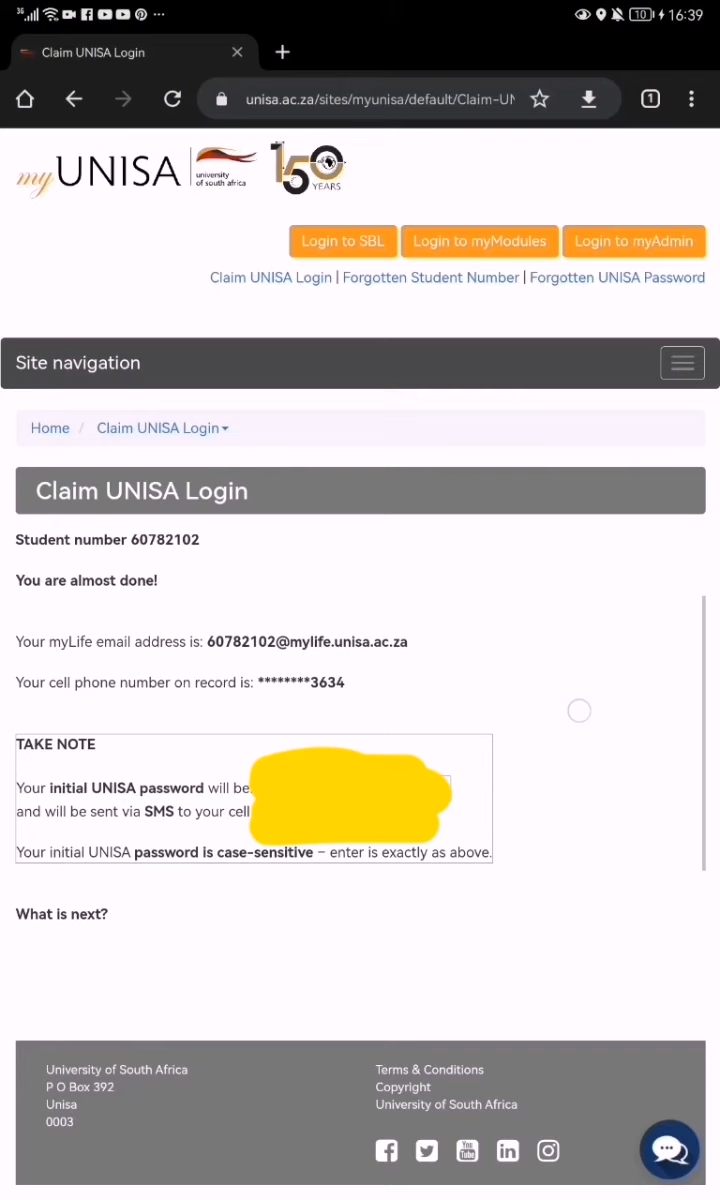 3G
10
16:39
Claim UNISA Login
unisa.ac.za/sites/myunisa/default/Claim-UN
1
my UNISA
university
of south africa
150
YEARS
Login to SBL
Login to myModules
Login to myAdmin
Claim UNISA Login | Forgotten Student Number | Forgotten UNISA Password
Site navigation
Home / Claim UNISA Login
Claim UNISA Login
Student number 60782102
You are almost done!
Your myLife email address is: 60782102@mylife.unisa.ac.za
Your cell phone number on record is: ********3634
TAKE NOTE
Your initial UNISA password will be:
and will be sent via SMS to your cell
Your initial UNISA password is case-sensitive – enter is exactly as above.
What is next?
University of South Africa
P O Box 392
Unisa
0003
Terms & Conditions
Copyright
University of South Africa
You
Tube
in